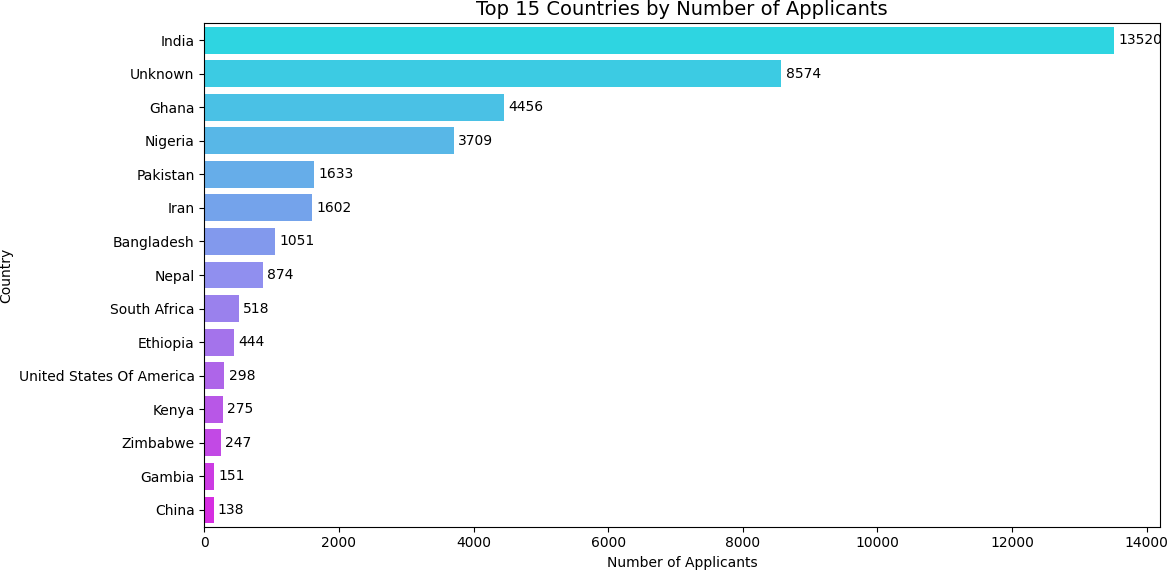 Top 15 Countries by Number of Applicants
India 13520
Unknown 8574
Ghana 4456
Nigeria 3709
Pakistan 1633
Iran 1602
Bangladesh 1051
Nepal 874
South Africa 518
Ethiopia 444
United States Of America 298
Kenya 275
Zimbabwe 247
Gambia 151
China 138
Country
0 2000 4000 6000 8000 10000 12000 14000
Number of Applicants